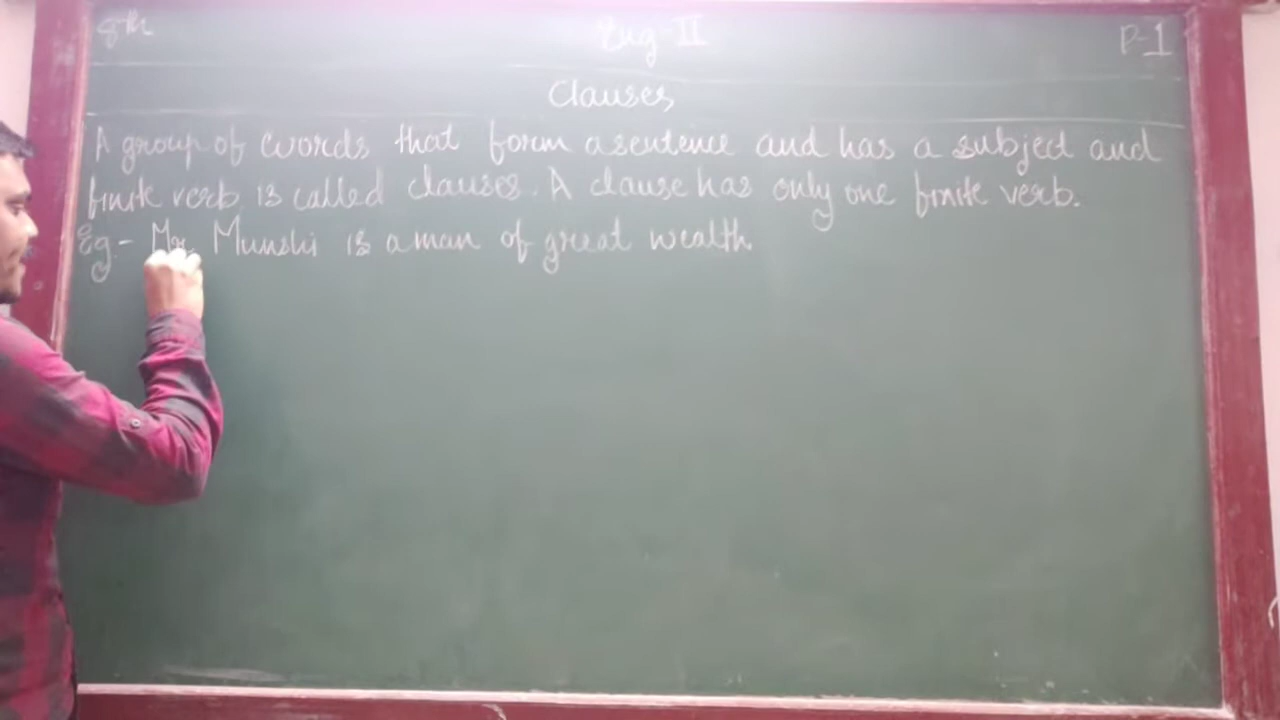 8th Eng-II P-1
Clauses
A group of words that form a sentence and has a subject and
finite verb is called clauses. A clause has only one finite verb.
Eg:- Mr. Munshi is a man of great wealth